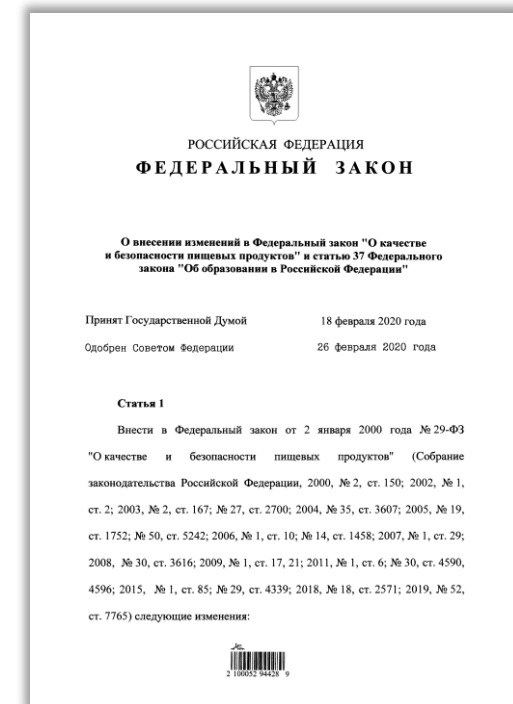 РОССИЙСКАЯ ФЕДЕРАЦИЯ
ФЕДЕРАЛЬНЫЙ ЗАКОН
О внесении изменений в Федеральный закон "О качестве
и безопасности пищевых продуктов" и статью 37 Федерального
закона "Об образовании в Российской Федерации"
Принят Государственной Думой 18 февраля 2020 года
Одобрен Советом Федерации 26 февраля 2020 года
Статья 1
Внести в Федеральный закон от 2 января 2000 года № 29-ФЗ
"О качестве и безопасности пищевых продуктов" (Собрание
законодательства Российской Федерации, 2000, № 2, ст. 150; 2002, № 1,
ст. 2; 2003, № 2, ст. 167; № 27, ст. 2700; 2004, № 35, ст. 3607; 2005, № 19,
ст. 1752; № 50, ст. 5242; 2006, № 1, ст. 10; № 14, ст. 1458; 2007, № 1, ст. 29;
2008, № 30, ст. 3616; 2009, № 1, ст. 17, 21; 2011, № 1, ст. 6; № 30, ст. 4590,
4596; 2015, № 1, ст. 85; № 29, ст. 4339; 2018, № 18, ст. 2571; 2019, № 52,
ст. 7765) следующие изменения:
2 100052 94428 9